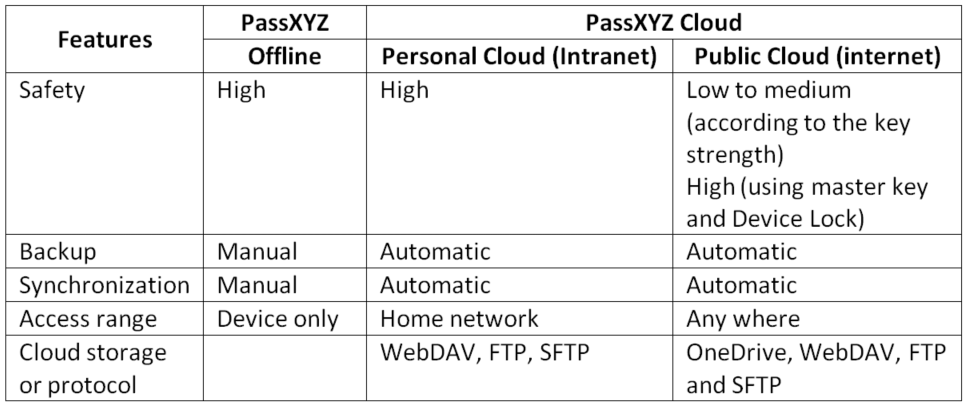 Features PassXYZ PassXYZ Cloud
Offline Personal Cloud (Intranet) Public Cloud (internet)
Safety High High Low to medium
(according to the key
strength)
High (using master key
and Device Lock)
Backup Manual Automatic Automatic
Synchronization Manual Automatic Automatic
Access range Device only Home network Any where
Cloud storage WebDAV, FTP, SFTP OneDrive, WebDAV, FTP
or protocol and SFTP